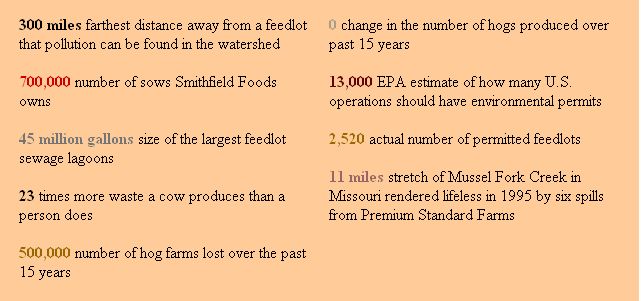 300 miles farthest distance away from a feedlot
that pollution can be found in the watershed
700,000 number of sows Smithfield Foods
owns
45 million gallons size of the largest feedlot
sewage lagoons
23 times more waste a cow produces than a
person does
500,000 number of hog farms lost over the past
15 years
0 change in the number of hogs produced over
past 15 years
13,000 EPA estimate of how many U.S.
operations should have environmental permits
2,520 actual number of permitted feedlots
11 miles stretch of Mussel Fork Creek in
Missouri rendered lifeless in 1995 by six spills
from Premium Standard Farms